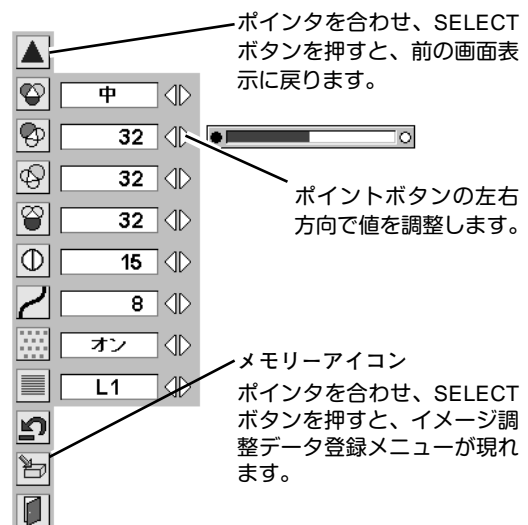 ポインタを合わせ、SELECT
ボタンを押すと、前の画面表
示に戻ります。
中
32
32
32
15
8
オン
L1
ポイントボタンの左右
方向で値を調整します。
メモリーアイコン
ポインタを合わせ、SELECT
ボタンを押すと、イメージ調
整データ登録メニューが現れ
ます。